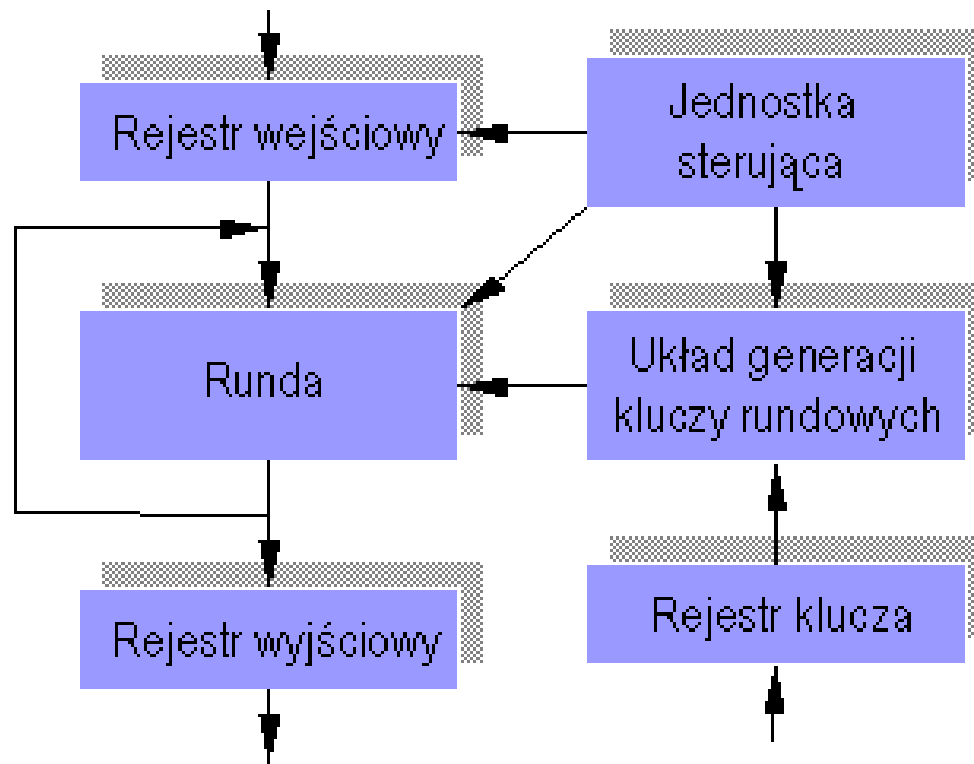 Rejestr wejściowy
Jednostka
sterująca
Runda
Układ generacji
kluczy rundowych
Rejestr wyjściowy
Rejestr klucza